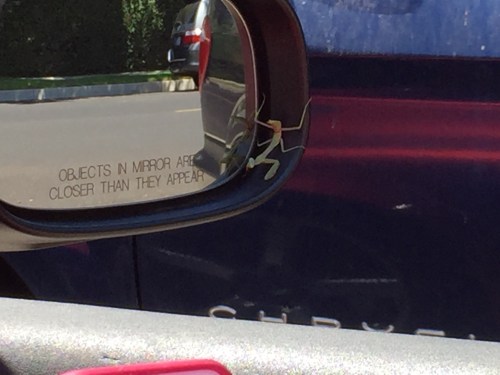 OBJECTS IN MIRROR ARE
CLOSER THAN THEY APPEAR